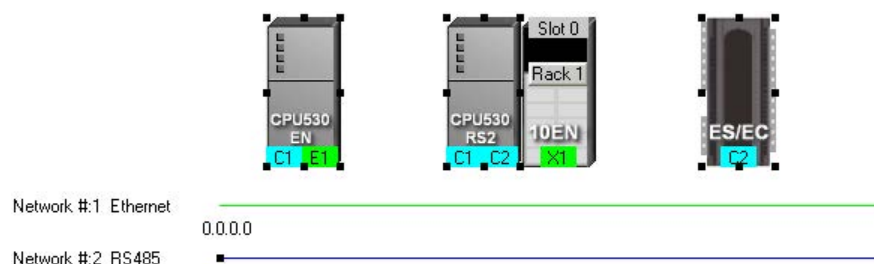 Slot 0
Rack 1
CPU530
EN
C1 E1
CPU530
RS2
C1 C2
10EN
X1
ES/EC
C2
Network #:1 Ethernet
0.0.0.0
Network #:2 RS485